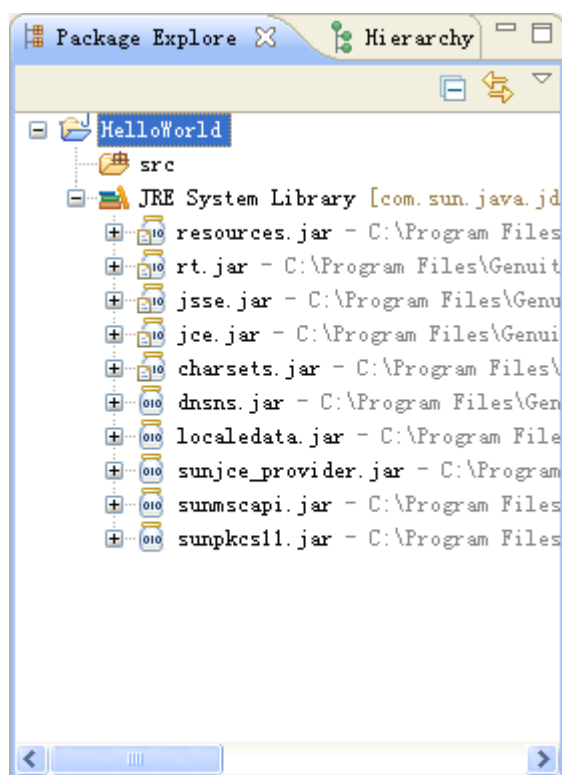 Package Explore Hierarchy
HelloWorld
src
JRE System Library [com.sun.java.jd
resources.jar - C:\Program Files
rt.jar - C:\Program Files\Genuit
jsse.jar - C:\Program Files\Genu
jce.jar - C:\Program Files\Genui
charsets.jar - C:\Program Files\
dnsns.jar - C:\Program Files\Gen
localedata.jar - C:\Program File
sunjce_provider.jar - C:\Program
sunmscapi.jar - C:\Program Files
sunpkcs11.jar - C:\Program Files